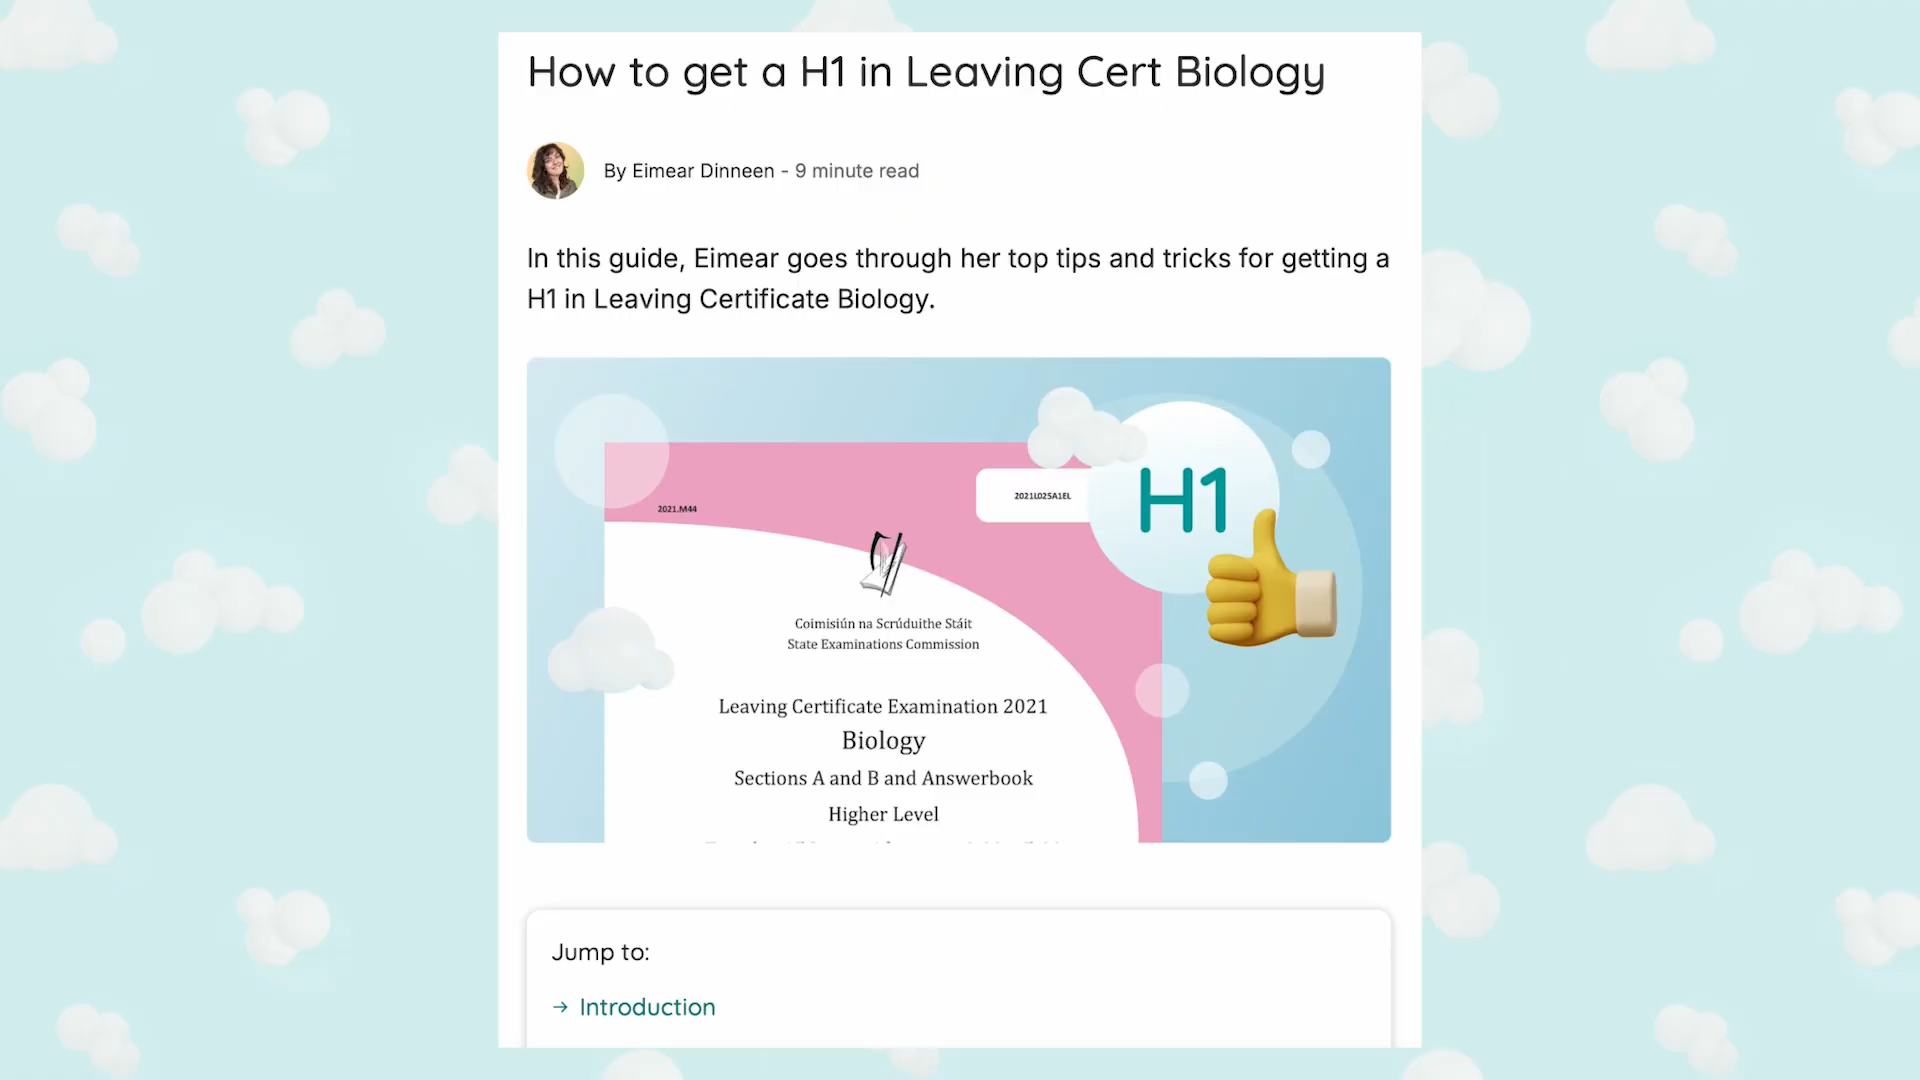 How to get a H1 in Leaving Cert Biology
By Eimear Dinneen - 9 minute read
In this guide, Eimear goes through her top tips and tricks for getting a
H1 in Leaving Certificate Biology.
2021.M44
2021L025A1EL
H1
Coimisiún na Scrúduithe Stáit
State Examinations Commission
Leaving Certificate Examination 2021
Biology
Sections A and B and Answerbook
Higher Level
Jump to:
→ Introduction